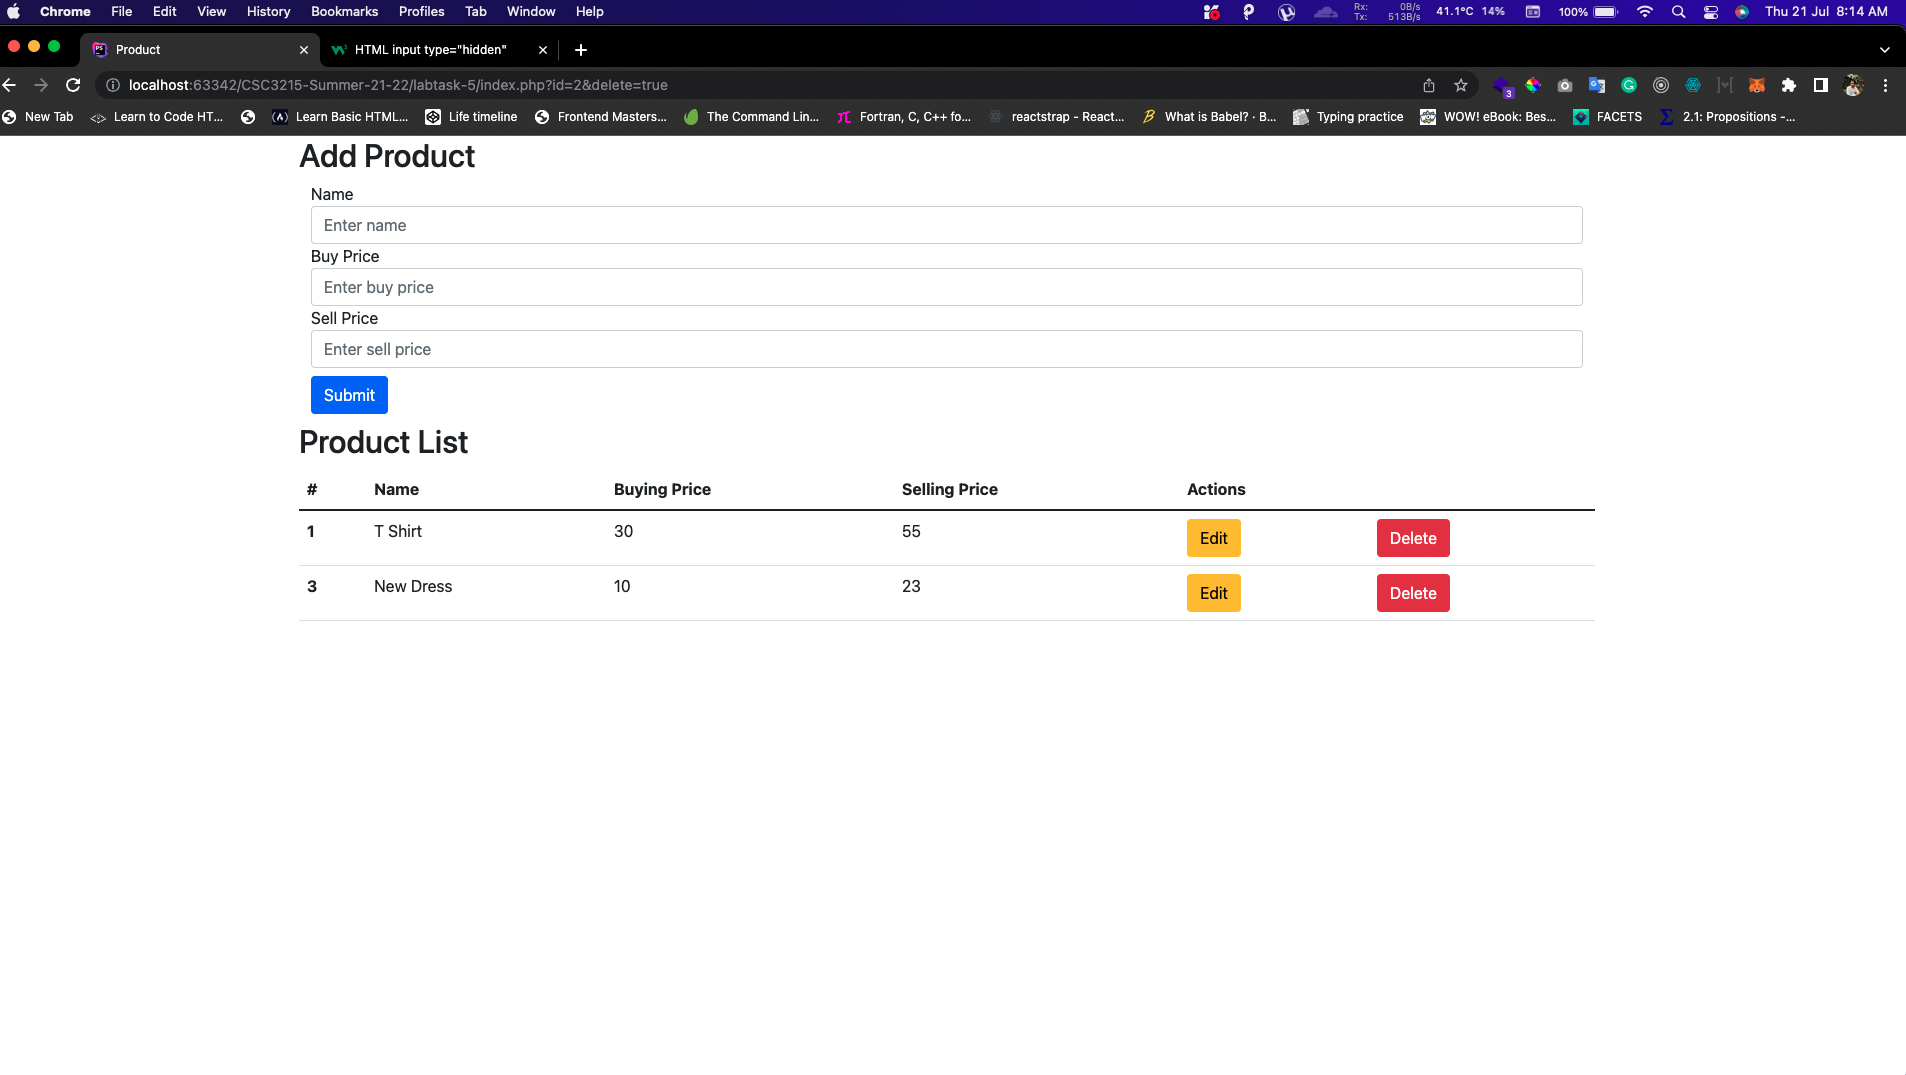 Chrome File Edit View History Bookmarks Profiles Tab Window Help Rx: 0B/s Tx: 513B/s 41.1°C 14% 100% Thu 21 Jul 8:14 AM
Product HTML input type="hidden"
localhost:63342/CSC3215-Summer-21-22/labtask-5/index.php?id=2&delete=true 3
New Tab Learn to Code HT... Learn Basic HTML... Life timeline Frontend Masters... The Command Lin... Fortran, C, C++ fo... reactstrap - React... What is Babel? · B... Typing practice WOW! eBook: Bes... FACETS 2.1: Propositions -...
Add Product
Name
Enter name
Buy Price
Enter buy price
Sell Price
Enter sell price
Submit
Product List
# Name Buying Price Selling Price Actions
1 T Shirt 30 55 Edit Delete
3 New Dress 10 23 Edit Delete